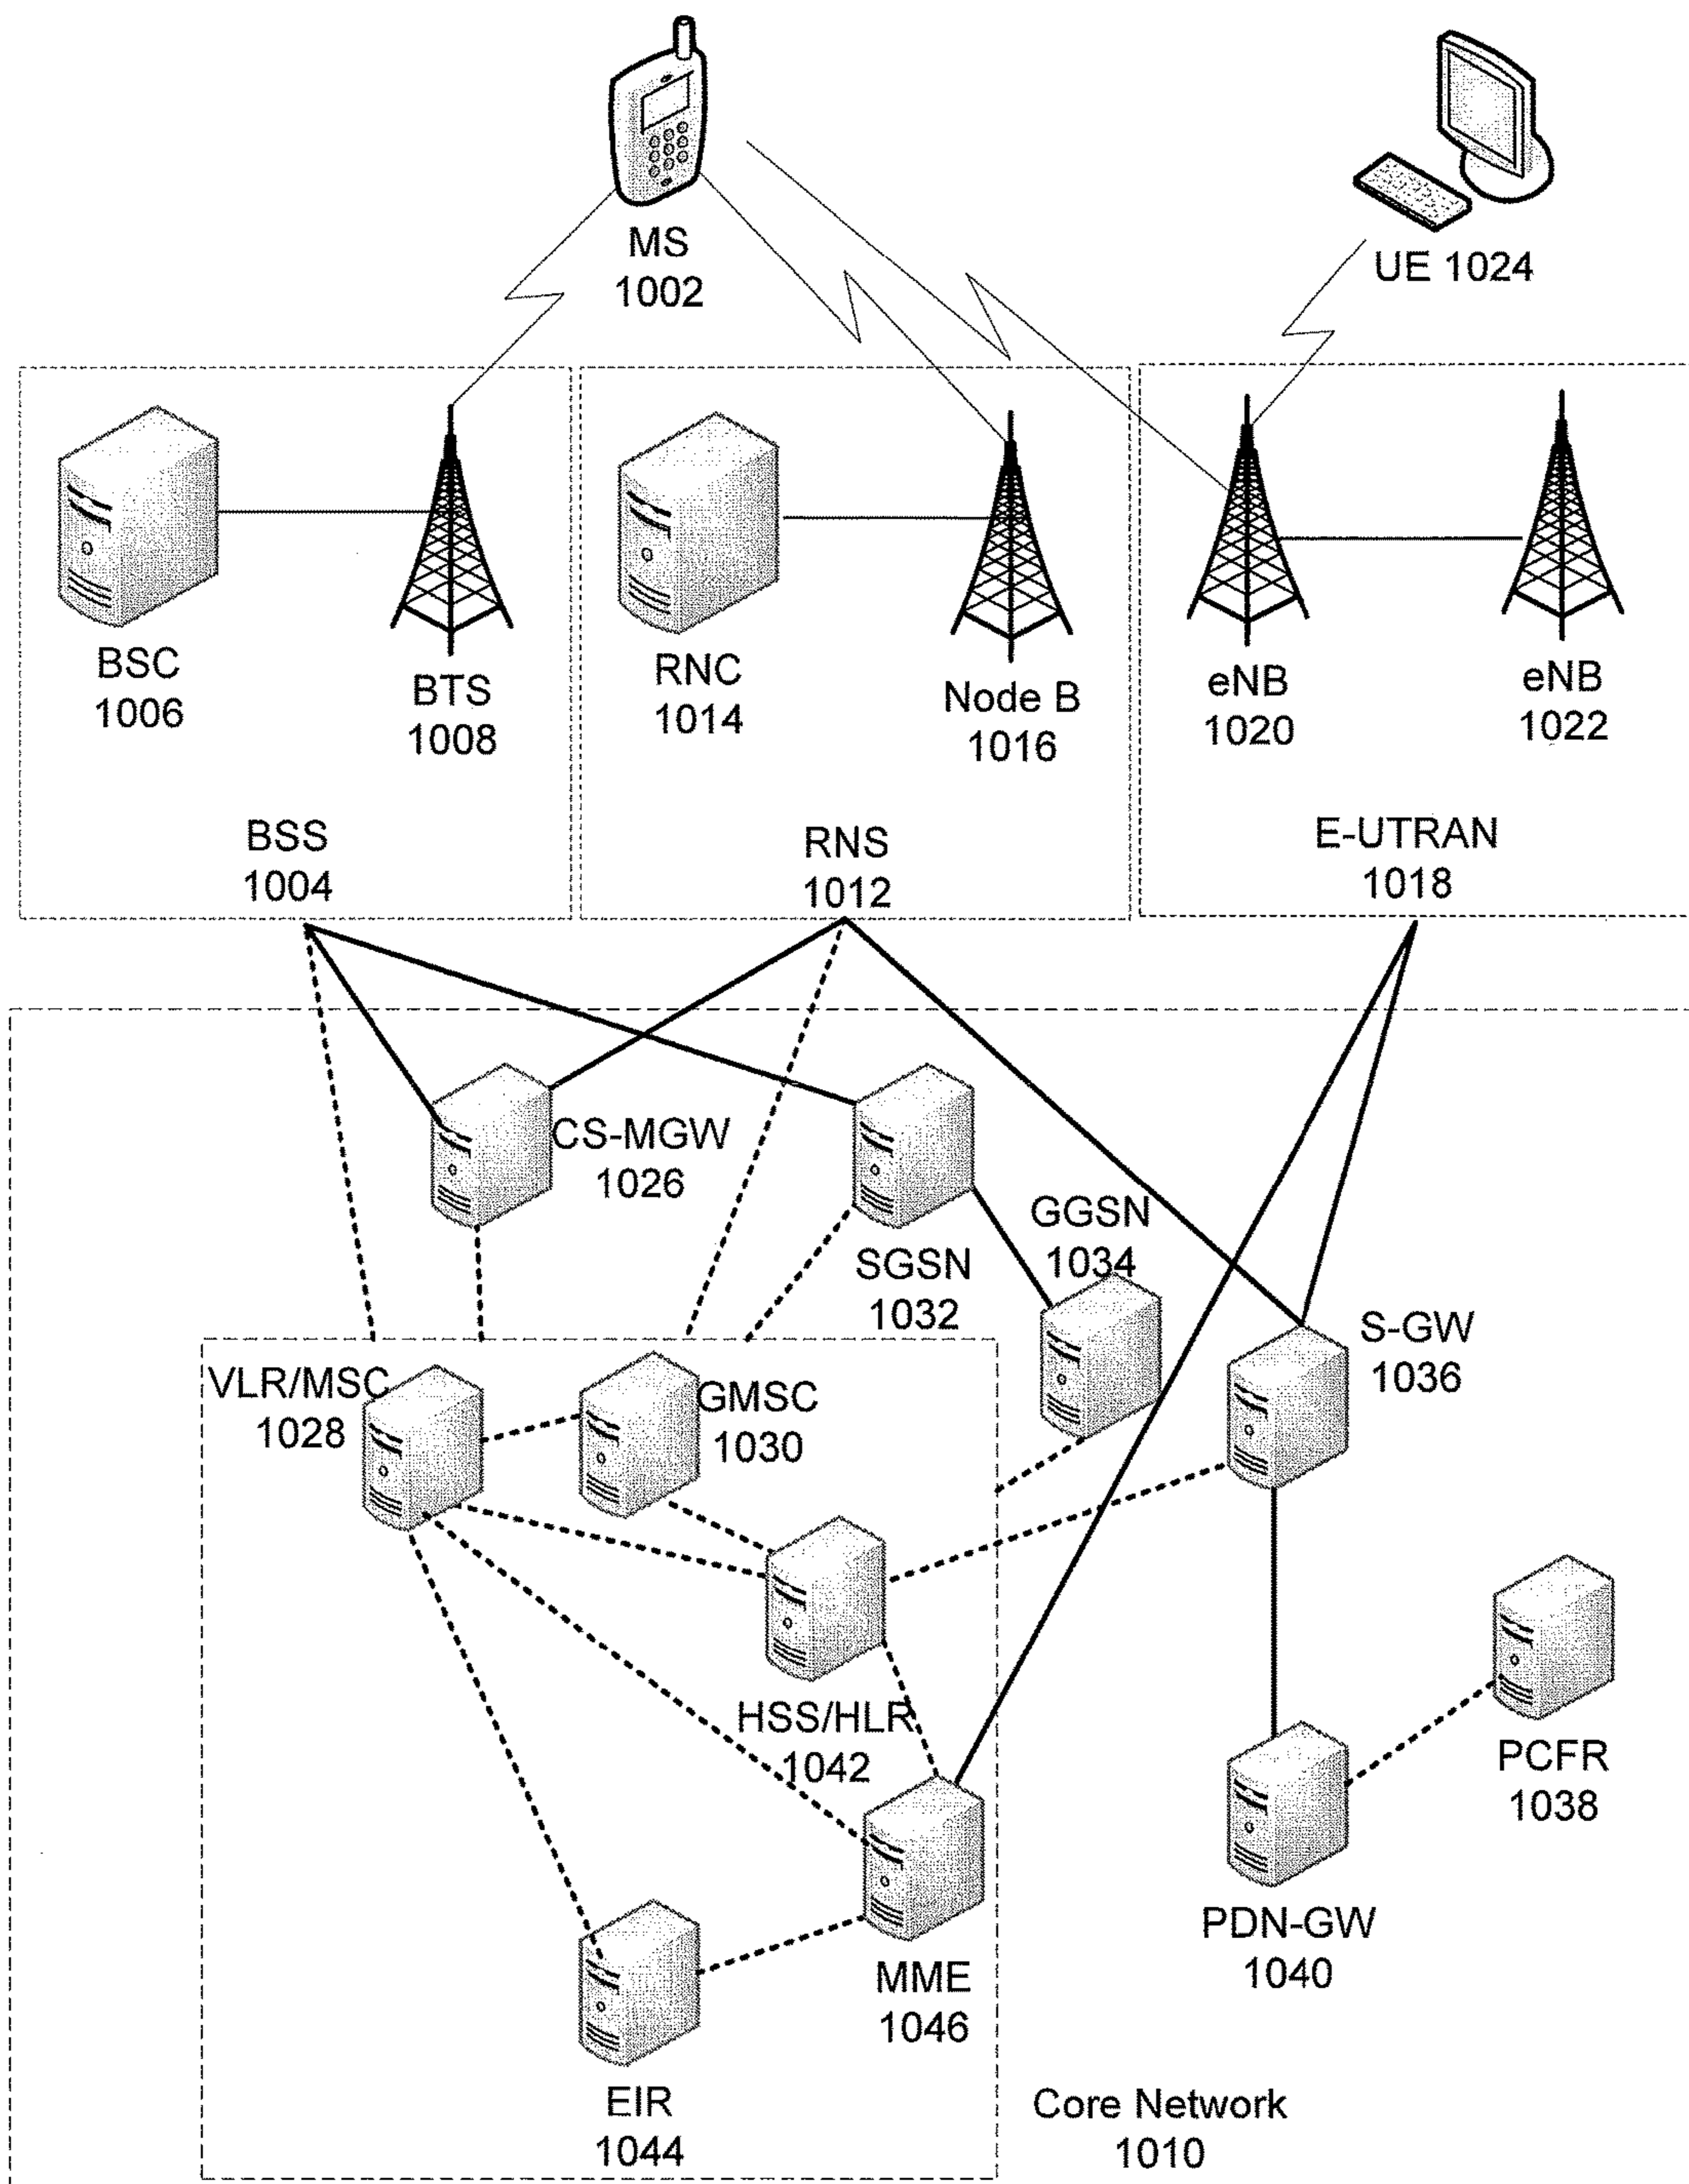 MS
1002
UE 1024
BSC
1006
BTS
1008
RNC
1014
Node B
1016
eNB
1020
eNB
1022
BSS
1004
RNS
1012
E-UTRAN
1018
CS-MGW
1026
SGSN
1032
GGSN
1034
S-GW
1036
VLR/MSC
1028
GMSC
1030
HSS/HLR
1042
PCFR
1038
PDN-GW
1040
MME
1046
EIR
1044
Core Network
1010